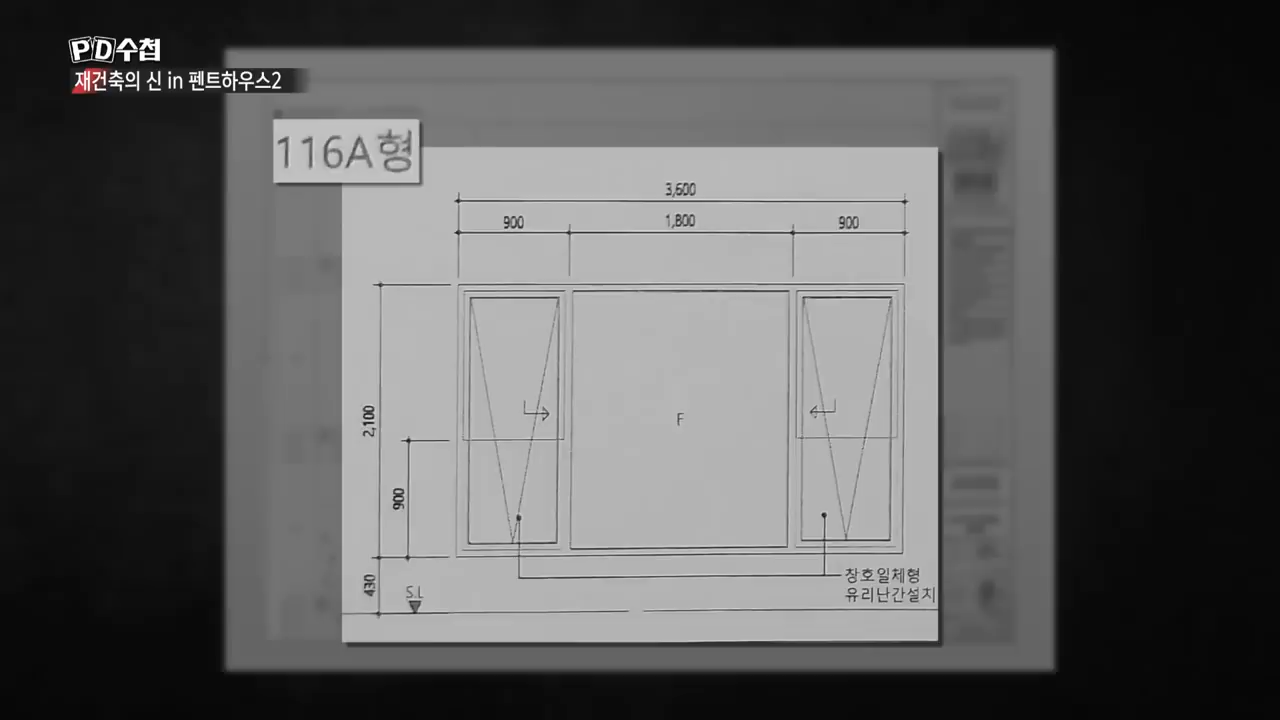 PD수첩
재건축의 신 in 펜트하우스2
116A형
3,600
900 1,800 900
2,100
F
900
430
S.L
창호일체형
유리난간설치